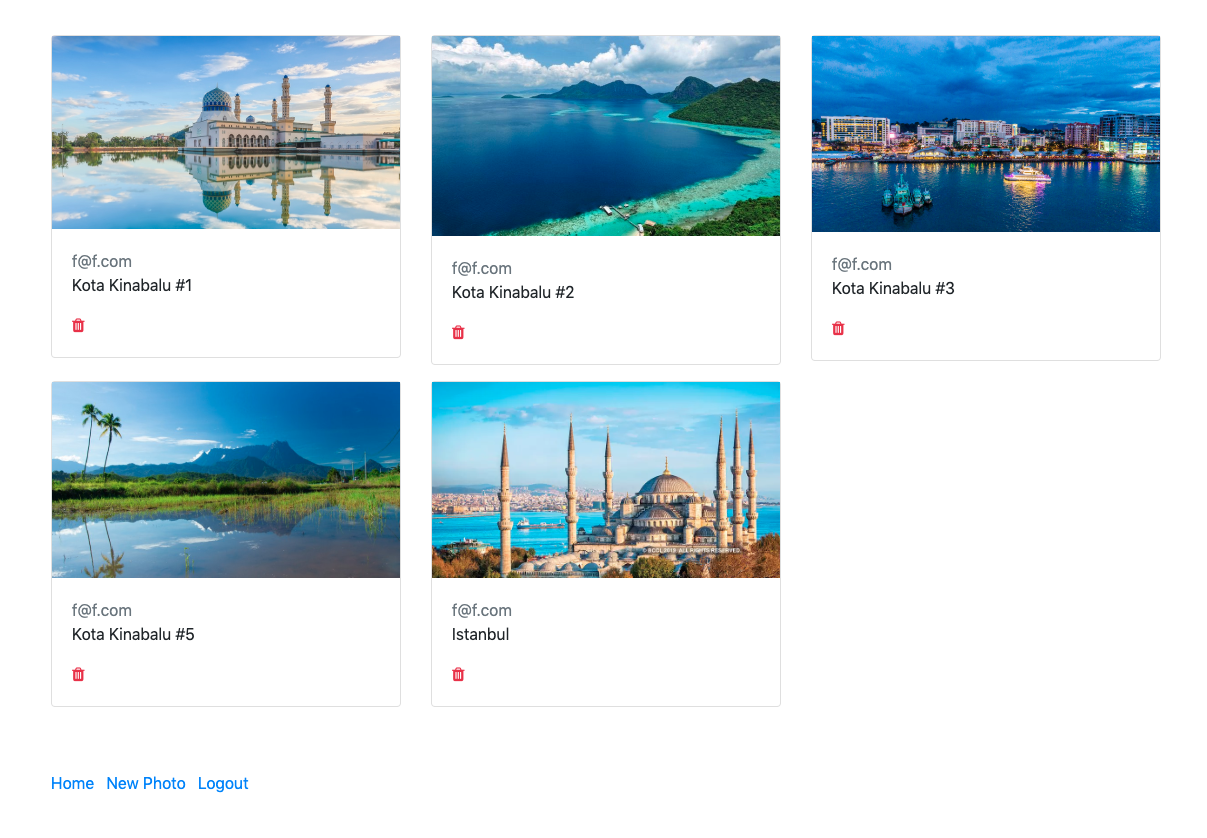 f@f.com
Kota Kinabalu #1
f@f.com
Kota Kinabalu #2
f@f.com
Kota Kinabalu #3
© BCCL 2019. ALL RIGHTS RESERVED.
f@f.com
Kota Kinabalu #5
f@f.com
Istanbul
Home New Photo Logout